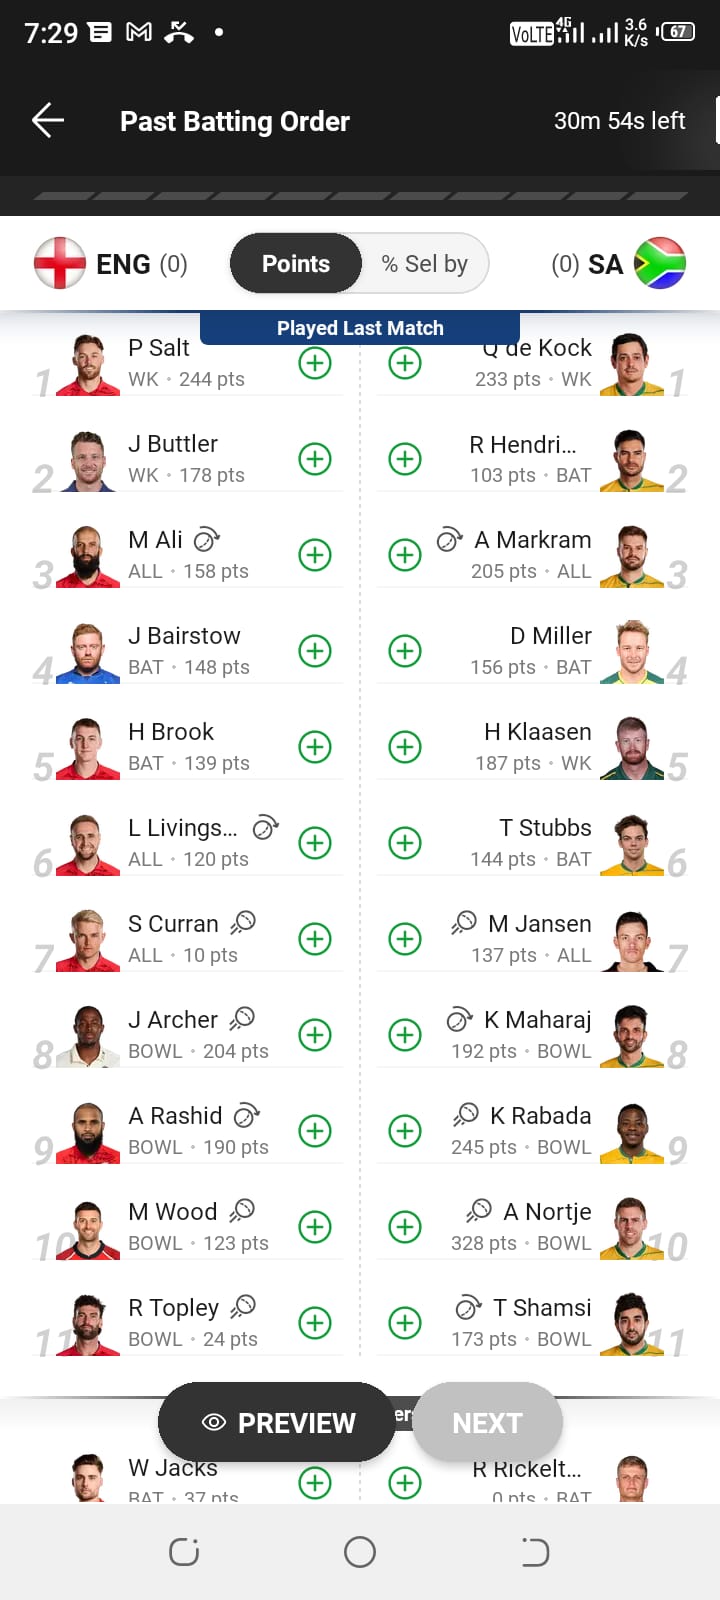 7:29 VoLTE 4G 3.6 K/s 67
Past Batting Order 30m 54s left
ENG (0) Points % Sel by (0) SA
Played Last Match
P Salt Q de Kock
1 WK • 244 pts 233 pts • WK 1
J Buttler R Hendri...
2 WK • 178 pts 103 pts • BAT 2
M Ali A Markram
3 ALL • 158 pts 205 pts • ALL 3
J Bairstow D Miller
4 BAT • 148 pts 156 pts • BAT 4
H Brook H Klaasen
5 BAT • 139 pts 187 pts • WK 5
L Livings... T Stubbs
6 ALL • 120 pts 144 pts • BAT 6
S Curran M Jansen
7 ALL • 10 pts 137 pts • ALL 7
J Archer K Maharaj
8 BOWL • 204 pts 192 pts • BOWL 8
A Rashid K Rabada
9 BOWL • 190 pts 245 pts • BOWL 9
M Wood A Nortje
10 BOWL • 123 pts 328 pts • BOWL 10
R Topley T Shamsi
11 BOWL • 24 pts 173 pts • BOWL 11
PREVIEW NEXT
W Jacks R Rickelt...
BAT • 37 pts 0 pts • BAT